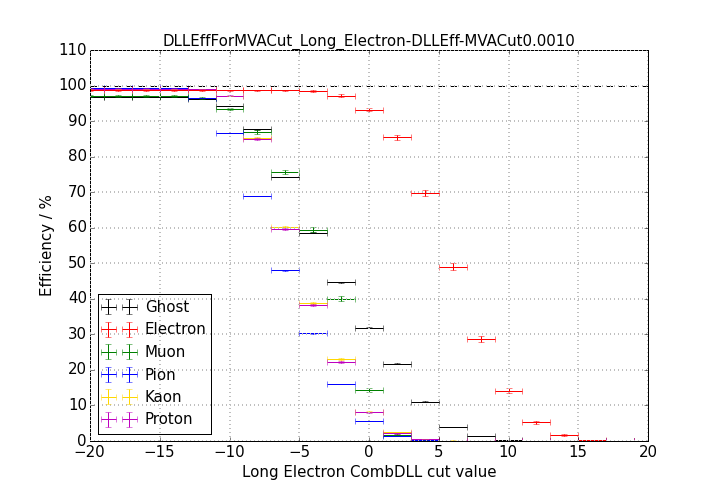 DLLEffForMVACut_Long_Electron-DLLEff-MVACut0.0010
110
100
90
80
70
60
50
40
30
20
10
0
Efficiency / %
Ghost
Electron
Muon
Pion
Kaon
Proton
−20 −15 −10 −5 0 5 10 15 20
Long Electron CombDLL cut value